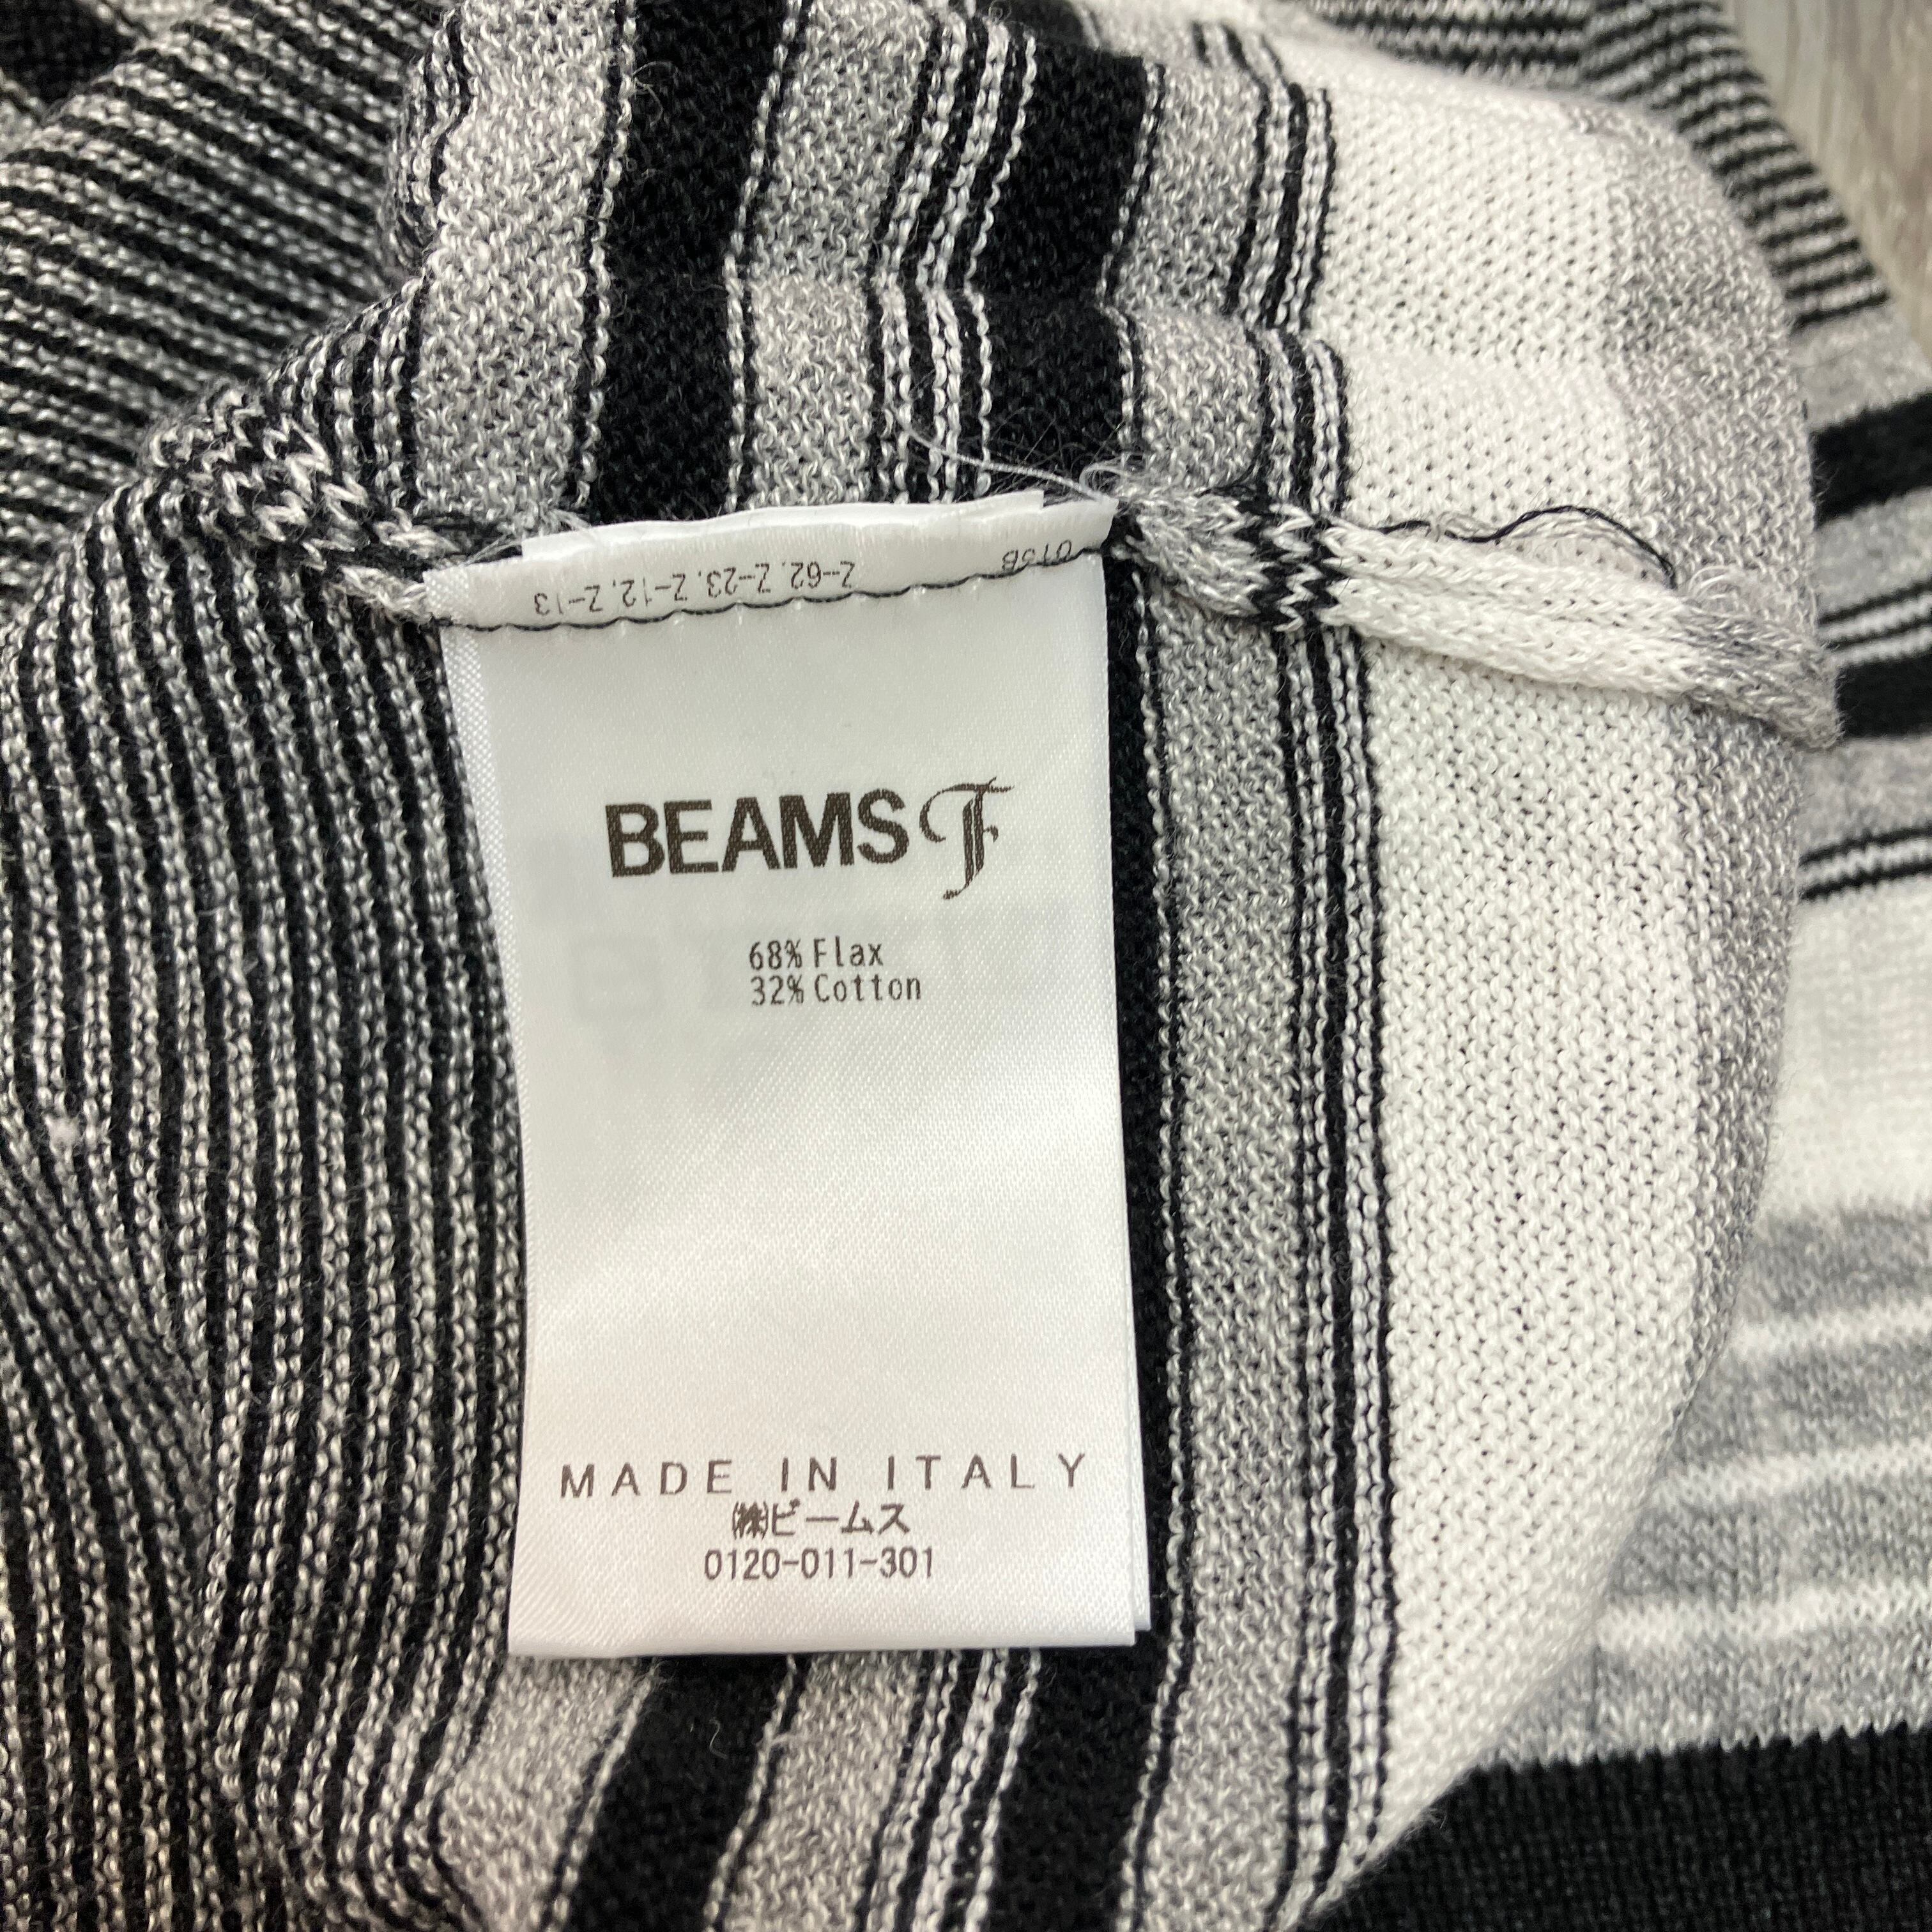 Z-62, Z-23, Z-12, Z-13
015B
BEAMS F
68% Flax
32% Cotton
MADE IN ITALY
㈱ビームス
0120-011-301